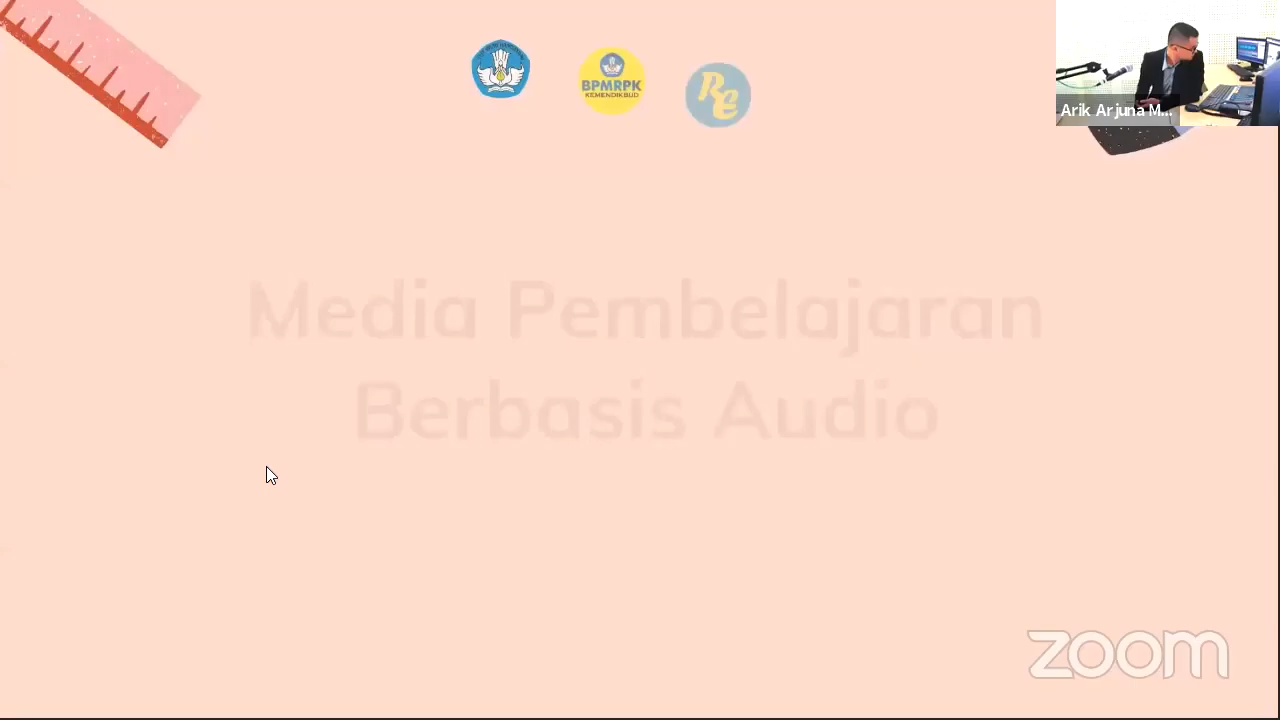 BPMRPK
KEMENDIKBUD
Re
Arik Arjuna M...
Media Pembelajaran
Berbasis Audio
zoom